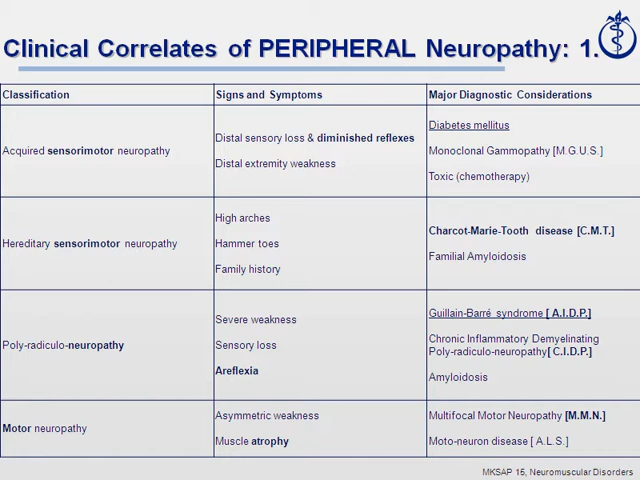 Clinical Correlates of PERIPHERAL Neuropathy: 1.
Classification
Signs and Symptoms
Major Diagnostic Considerations
Acquired sensorimotor neuropathy
Distal sensory loss & diminished reflexes
Distal extremity weakness
Diabetes mellitus
Monoclonal Gammopathy [M.G.U.S.]
Toxic (chemotherapy)
Hereditary sensorimotor neuropathy
High arches
Hammer toes
Family history
Charcot-Marie-Tooth disease [C.M.T.]
Familial Amyloidosis
Poly-radiculo-neuropathy
Severe weakness
Sensory loss
Areflexia
Guillain-Barré syndrome [ A.I.D.P.]
Chronic Inflammatory Demyelinating
Poly-radiculo-neuropathy[ C.I.D.P.]
Amyloidosis
Motor neuropathy
Asymmetric weakness
Muscle atrophy
Multifocal Motor Neuropathy [M.M.N.]
Moto-neuron disease [ A.L.S.]
MKSAP 15, Neuromuscular Disorders